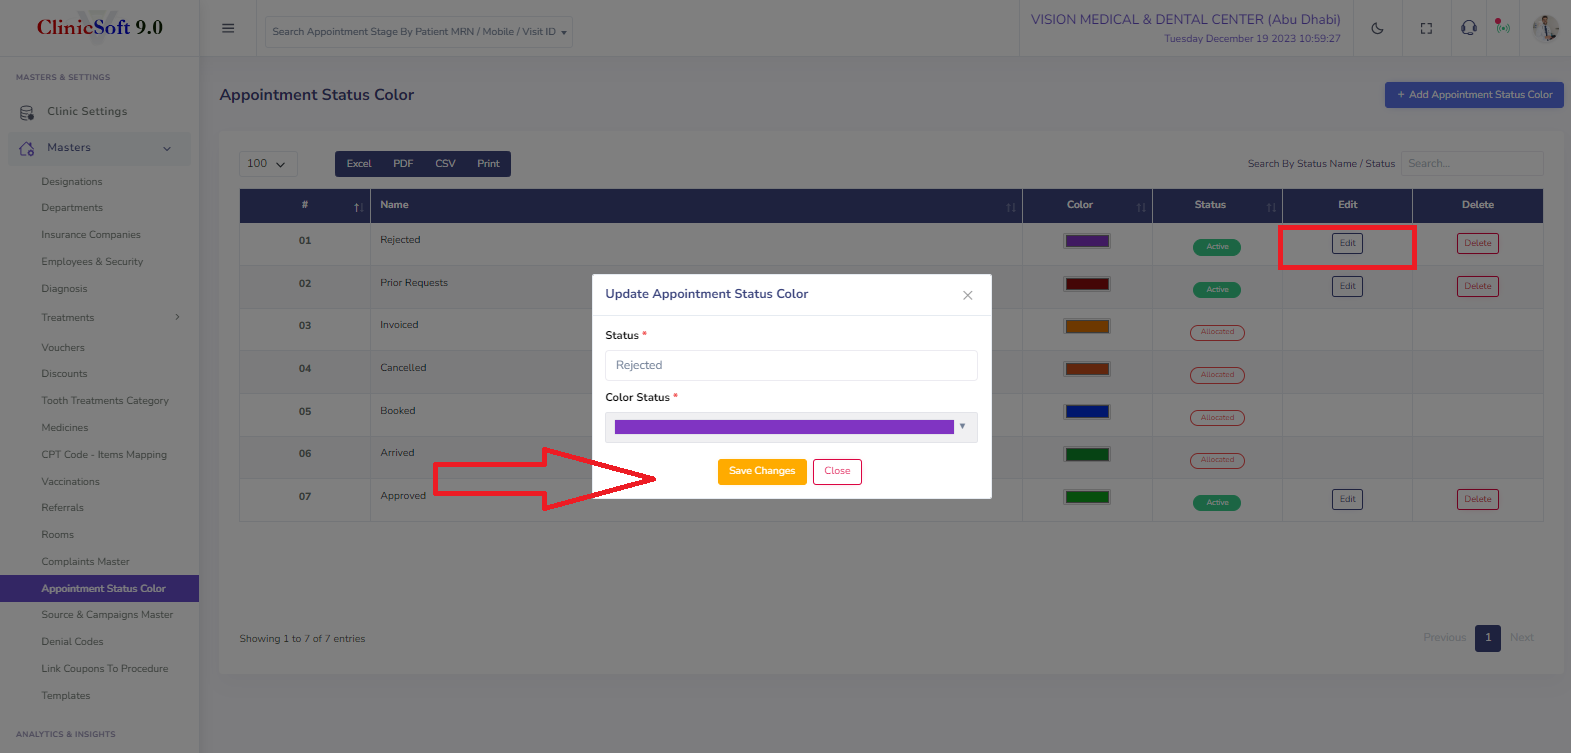 ClinicSoft 9.0
Search Appointment Stage By Patient MRN / Mobile / Visit ID
VISION MEDICAL & DENTAL CENTER (Abu Dhabi)
Tuesday December 19 2023 10:59:27
MASTERS & SETTINGS
Clinic Settings
Masters
Designations
Departments
Insurance Companies
Employees & Security
Diagnosis
Treatments
Vouchers
Discounts
Tooth Treatments Category
Medicines
CPT Code - Items Mapping
Vaccinations
Referrals
Rooms
Complaints Master
Appointment Status Color
Source & Campaigns Master
Denial Codes
Link Coupons To Procedure
Templates
ANALYTICS & INSIGHTS
Appointment Status Color
+ Add Appointment Status Color
100
Excel PDF CSV Print
Search By Status Name / Status
Search...
# Name Color Status Edit Delete
01 Rejected Active Edit Delete
02 Prior Requests Active Edit Delete
03 Invoiced Allocated
04 Cancelled Allocated
05 Booked Allocated
06 Arrived Allocated
07 Approved Active Edit Delete
Showing 1 to 7 of 7 entries
Previous 1 Next
Update Appointment Status Color
Status *
Rejected
Color Status *
Save Changes Close